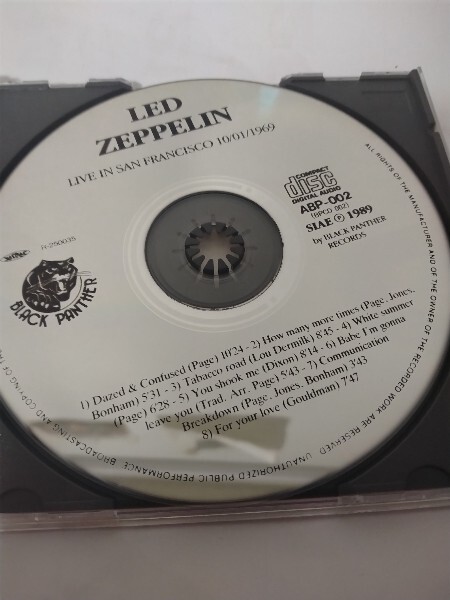 LED
ZEPPELIN
LIVE IN SAN FRANCISCO 10/01/1969
COMPACT
disc
DIGITAL AUDIO
ABP-002
(BPCD 002)
SIAE Ⓟ 1989
by BLACK PANTHER
RECORDS
R-250035
BLACK PANTHER
1) Dazed & Confused (Page) 10'24 - 2) How many more times (Page, Jones,
Bonham) 5'31 - 3) Tabacco road (Lou Dermilk) 8'45 - 4) White summer
(Page) 6'28 - 5) You shook me (Dixon) 8'14 - 6) Babe I'm gonna
leave you (Trad. Arr. Page) 5'43 - 7) Communication
Breakdown (Page, Jones, Bonham) 3'43
8) For your love (Gouldman) 7'47
ALL RIGHTS OF THE MANUFACTURER AND OF THE OWNER OF THE RECORDED WORK ARE RESERVED. UNAUTHORIZED PUBLIC PERFORMANCE, BROADCASTING AND COPYING OF